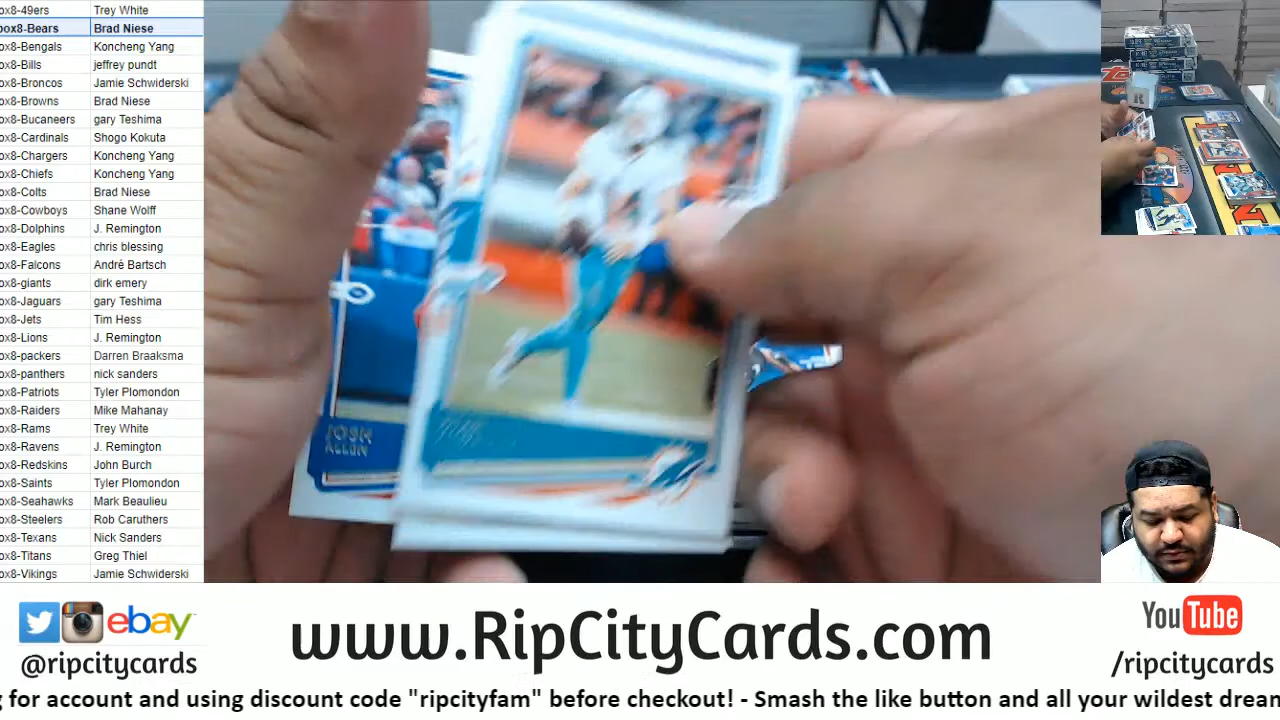 ox8-49ers Trey White
box8-Bears Brad Niese
ox8-Bengals Koncheng Yang
ox8-Bills jeffrey pundt
ox8-Broncos Jamie Schwiderski
ox8-Browns Brad Niese
ox8-Bucaneers gary Teshima
ox8-Cardinals Shogo Kokuta
ox8-Chargers Koncheng Yang
ox8-Chiefs Koncheng Yang
ox8-Colts Brad Niese
ox8-Cowboys Shane Wolff
ox8-Dolphins J. Remington
ox8-Eagles chris blessing
ox8-Falcons André Bartsch
ox8-giants dirk emery
ox8-Jaguars gary Teshima
ox8-Jets Tim Hess
ox8-Lions J. Remington
ox8-packers Darren Braaksma
ox8-panthers nick sanders
ox8-Patriots Tyler Plomondon
ox8-Raiders Mike Mahanay
ox8-Rams Trey White
ox8-Ravens J. Remington
ox8-Redskins John Burch
ox8-Saints Tyler Plomondon
ox8-Seahawks Mark Beaulieu
ox8-Steelers Rob Caruthers
ox8-Texans Nick Sanders
ox8-Titans Greg Thiel
ox8-Vikings Jamie Schwiderski
JOSH
ALLEN
ebay
@ripcitycards
www.RipCityCards.com
YouTube
/ripcitycards
g for account and using discount code "ripcityfam" before checkout! - Smash the like button and all your wildest drean